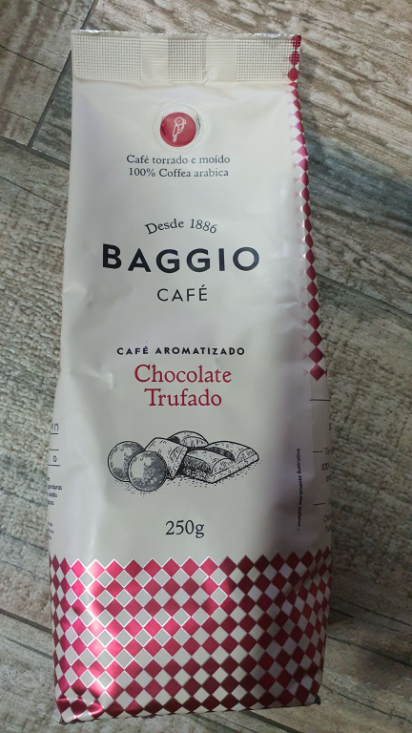 Café torrado e moído
100% Coffea arabica
Desde 1886
BAGGIO
CAFÉ
CAFÉ AROMATIZADO
Chocolate
Trufado
250g